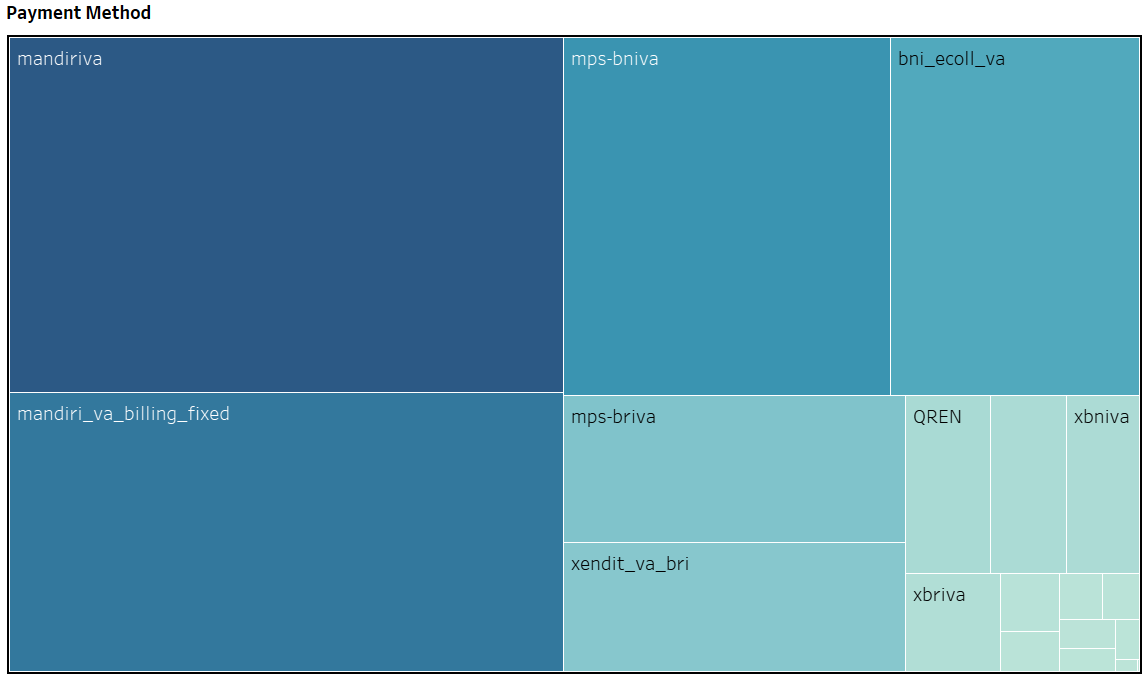 Payment Method
mandiriva
mps-bniva
bni_ecoll_va
mandiri_va_billing_fixed
mps-briva
QREN
xbniva
xendit_va_bri
xbriva